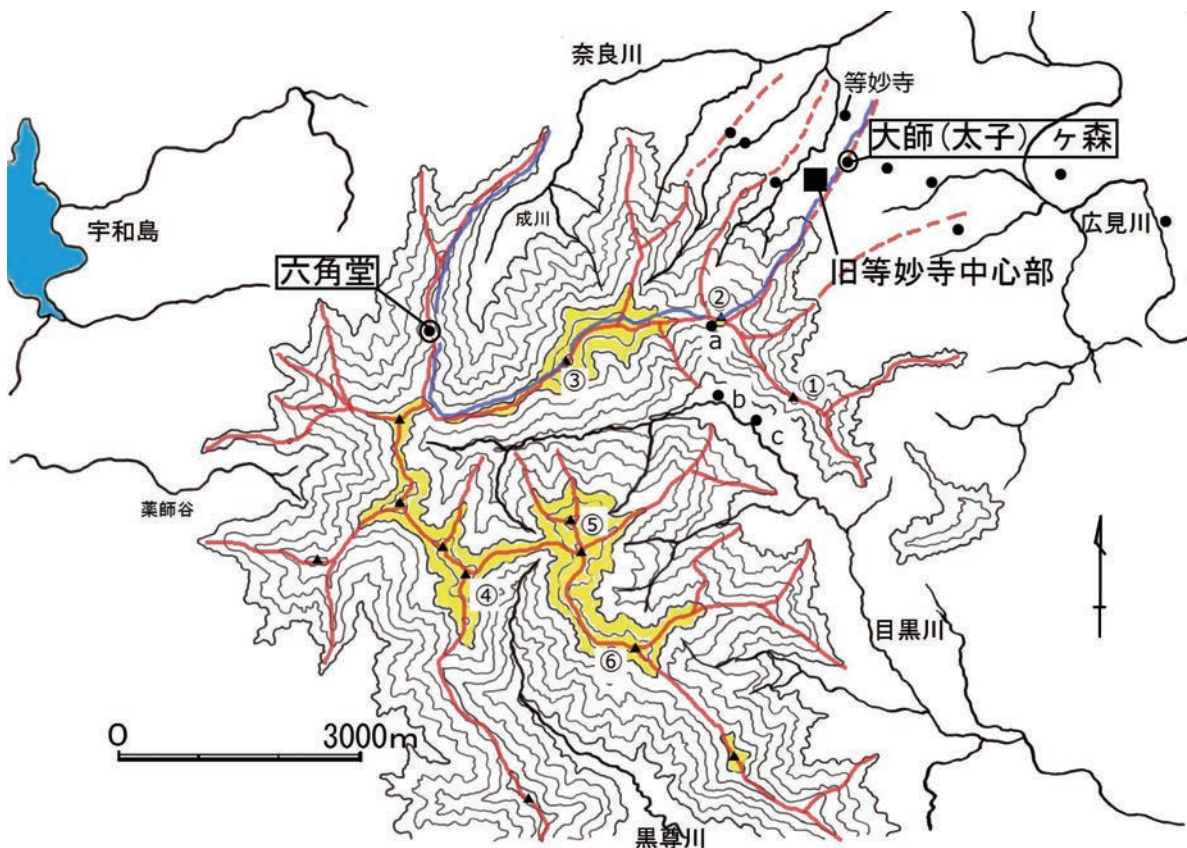 奈良川
等妙寺
大師(太子)ヶ森
宇和島
成川
広見川
六角堂
旧等妙寺中心部
②
a
③
①
b
c
薬師谷
⑤
④
目黒川
⑥
0 3000m
黒尊川